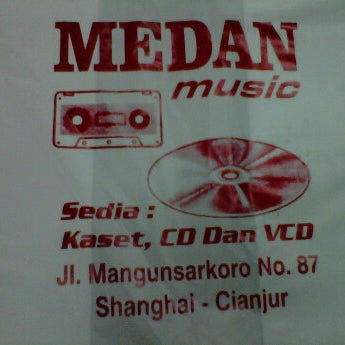 MEDAN
music
Sedia :
Kaset, CD Dan VCD
Jl. Mangunsarkoro No. 87
Shanghai - Cianjur